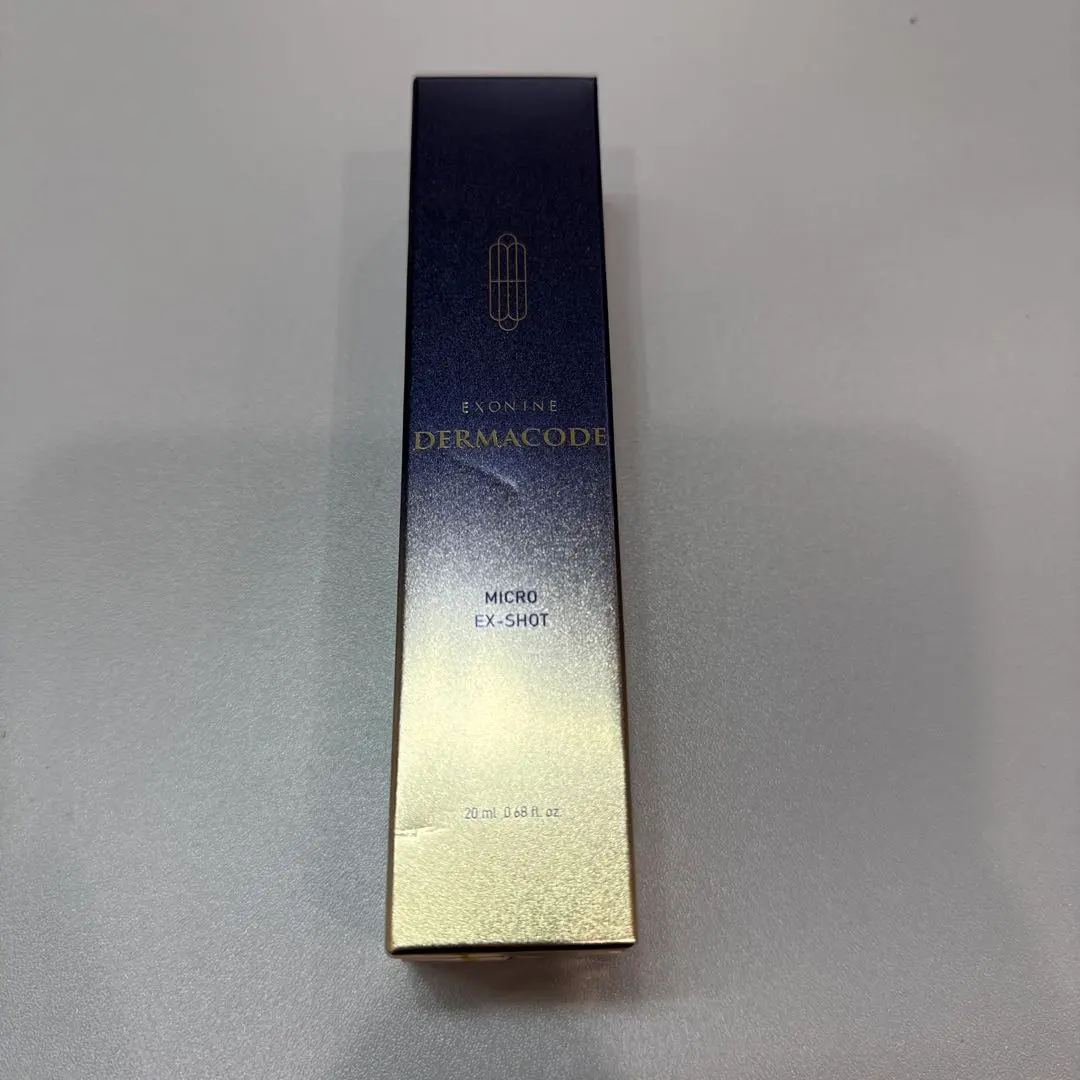 EXONINE
DERMACODE
MICRO
EX-SHOT
20 ml 0.68 fl. oz.